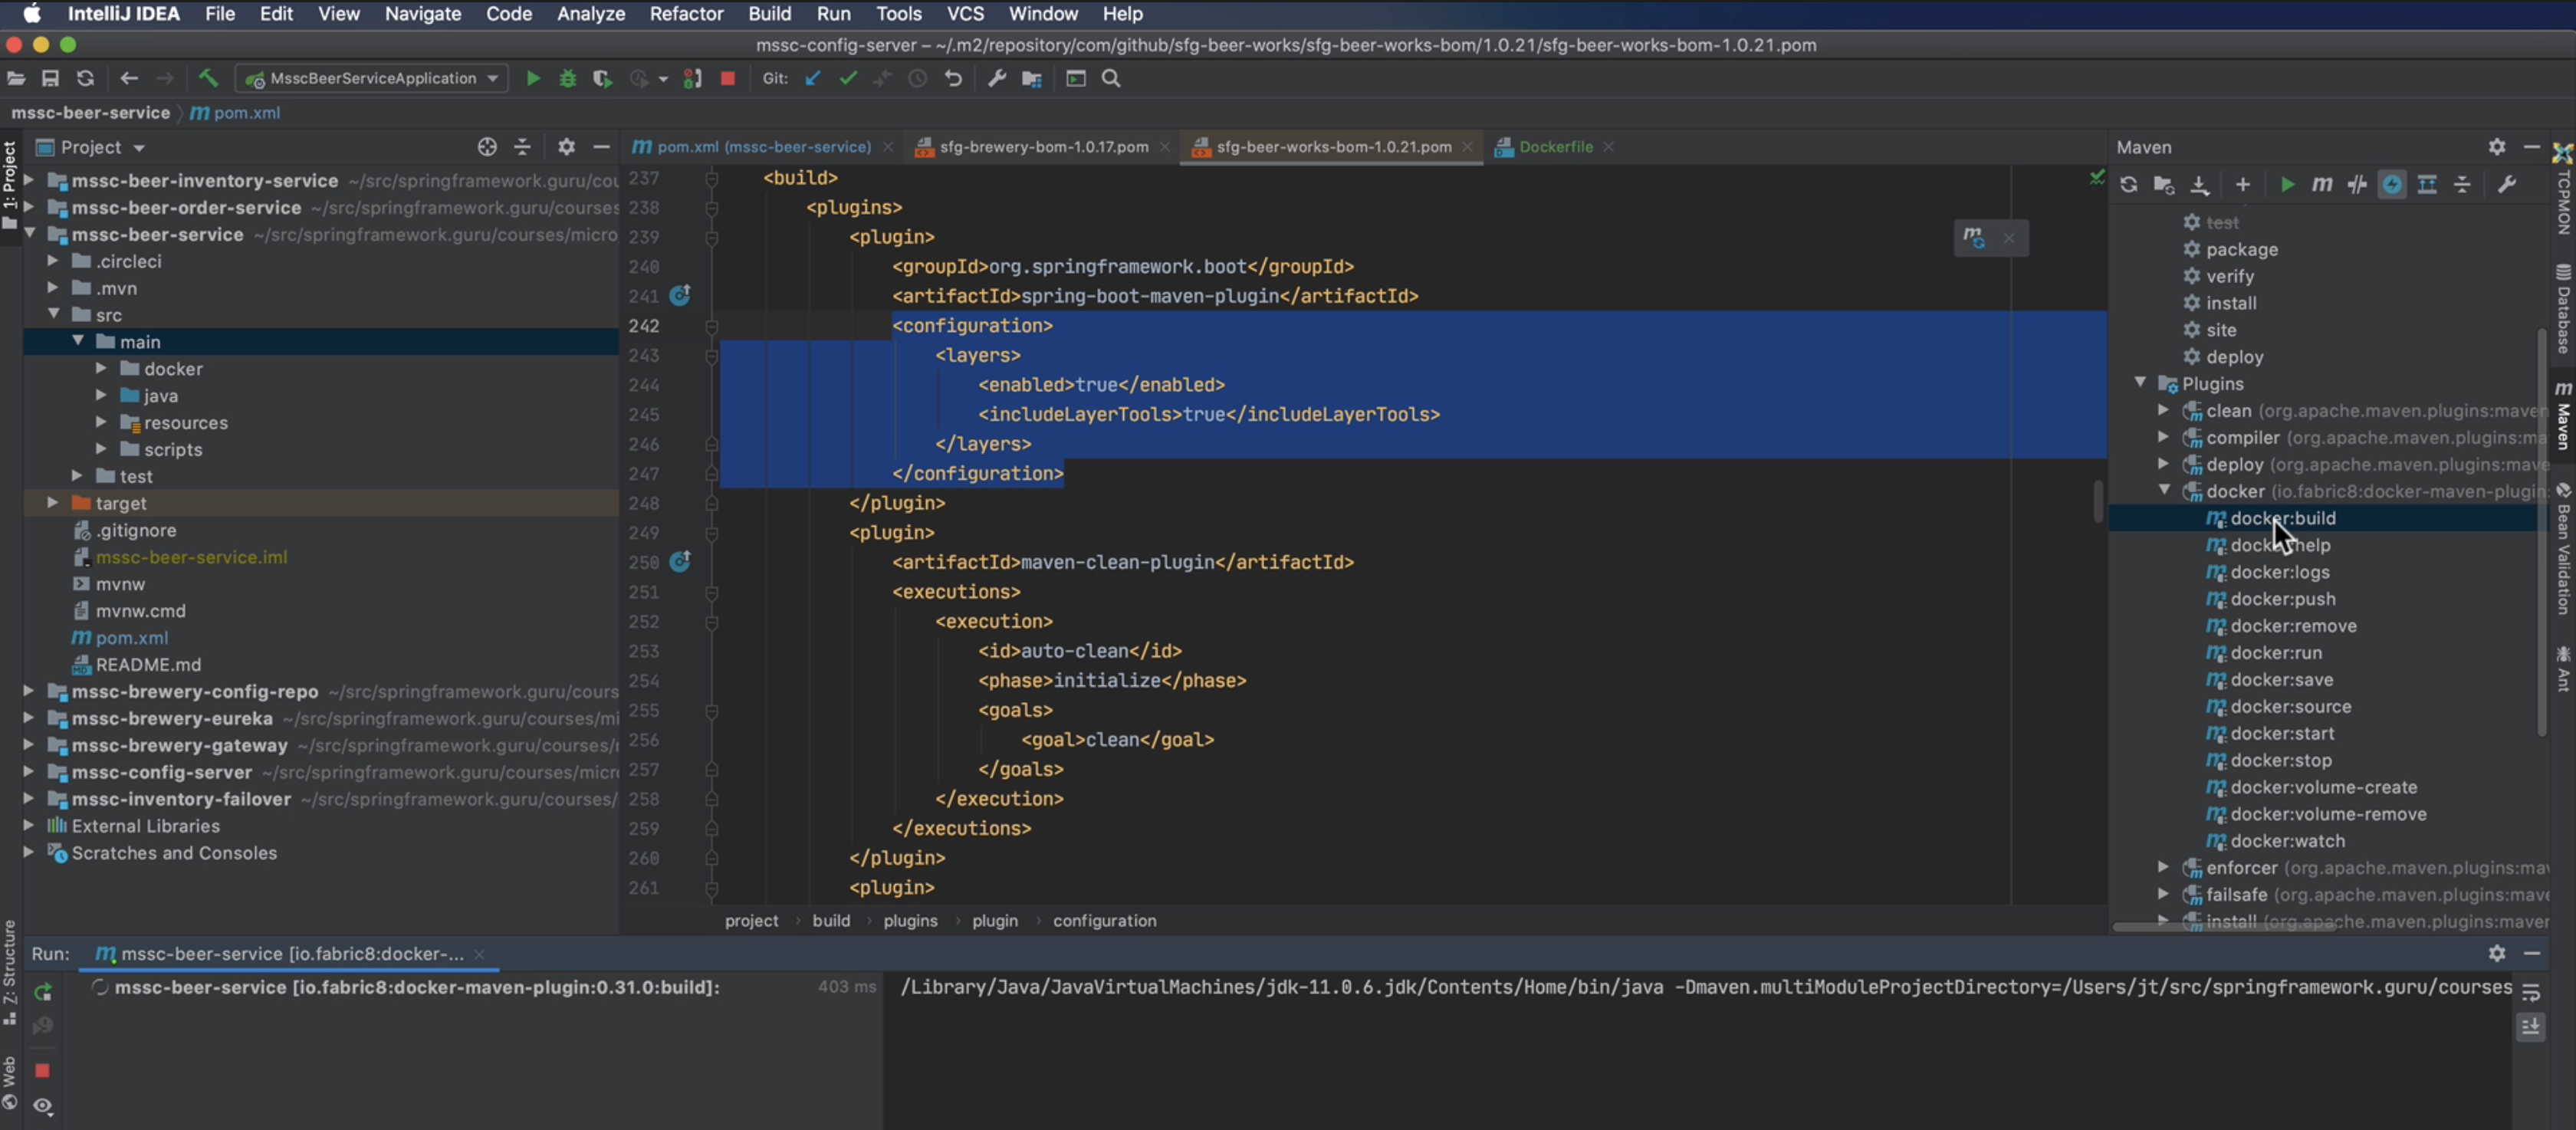 IntelliJ IDEA File Edit View Navigate Code Analyze Refactor Build Run Tools VCS Window Help
mssc-config-server – ~/.m2/repository/com/github/sfg-beer-works/sfg-beer-works-bom/1.0.21/sfg-beer-works-bom-1.0.21.pom
MsscBeerServiceApplication Git:
mssc-beer-service pom.xml
1: Project
Project
mssc-beer-inventory-service ~/src/springframework.guru/cou
mssc-beer-order-service ~/src/springframework.guru/courses
mssc-beer-service ~/src/springframework.guru/courses/micro
.circleci
.mvn
src
main
docker
java
resources
scripts
test
target
.gitignore
mssc-beer-service.iml
mvnw
mvnw.cmd
pom.xml
README.md
mssc-brewery-config-repo ~/src/springframework.guru/cours
mssc-brewery-eureka ~/src/springframework.guru/courses/mi
mssc-brewery-gateway ~/src/springframework.guru/courses/
mssc-config-server ~/src/springframework.guru/courses/micr
mssc-inventory-failover ~/src/springframework.guru/courses/
External Libraries
Scratches and Consoles
pom.xml (mssc-beer-service) sfg-brewery-bom-1.0.17.pom sfg-beer-works-bom-1.0.21.pom Dockerfile
237 <build>
238 <plugins>
239 <plugin>
240 <groupId>org.springframework.boot</groupId>
241 <artifactId>spring-boot-maven-plugin</artifactId>
242 <configuration>
243 <layers>
244 <enabled>true</enabled>
245 <includeLayerTools>true</includeLayerTools>
246 </layers>
247 </configuration>
248 </plugin>
249 <plugin>
250 <artifactId>maven-clean-plugin</artifactId>
251 <executions>
252 <execution>
253 <id>auto-clean</id>
254 <phase>initialize</phase>
255 <goals>
256 <goal>clean</goal>
257 </goals>
258 </execution>
259 </executions>
260 </plugin>
261 <plugin>
project build plugins plugin configuration
Maven
test
package
verify
install
site
deploy
Plugins
clean (org.apache.maven.plugins:maven
compiler (org.apache.maven.plugins:ma
deploy (org.apache.maven.plugins:mave
docker (io.fabric8:docker-maven-plugin
docker:build
docker:help
docker:logs
docker:push
docker:remove
docker:run
docker:save
docker:source
docker:start
docker:stop
docker:volume-create
docker:volume-remove
docker:watch
enforcer (org.apache.maven.plugins:mav
failsafe (org.apache.maven.plugins:mave
install (org.apache.maven.plugins:maven
TCPMON
Database
Maven
Bean Validation
Ant
Z: Structure
Web
Run: mssc-beer-service [io.fabric8:docker-...
mssc-beer-service [io.fabric8:docker-maven-plugin:0.31.0:build]: 403 ms
/Library/Java/JavaVirtualMachines/jdk-11.0.6.jdk/Contents/Home/bin/java -Dmaven.multiModuleProjectDirectory=/Users/jt/src/springframework.guru/courses